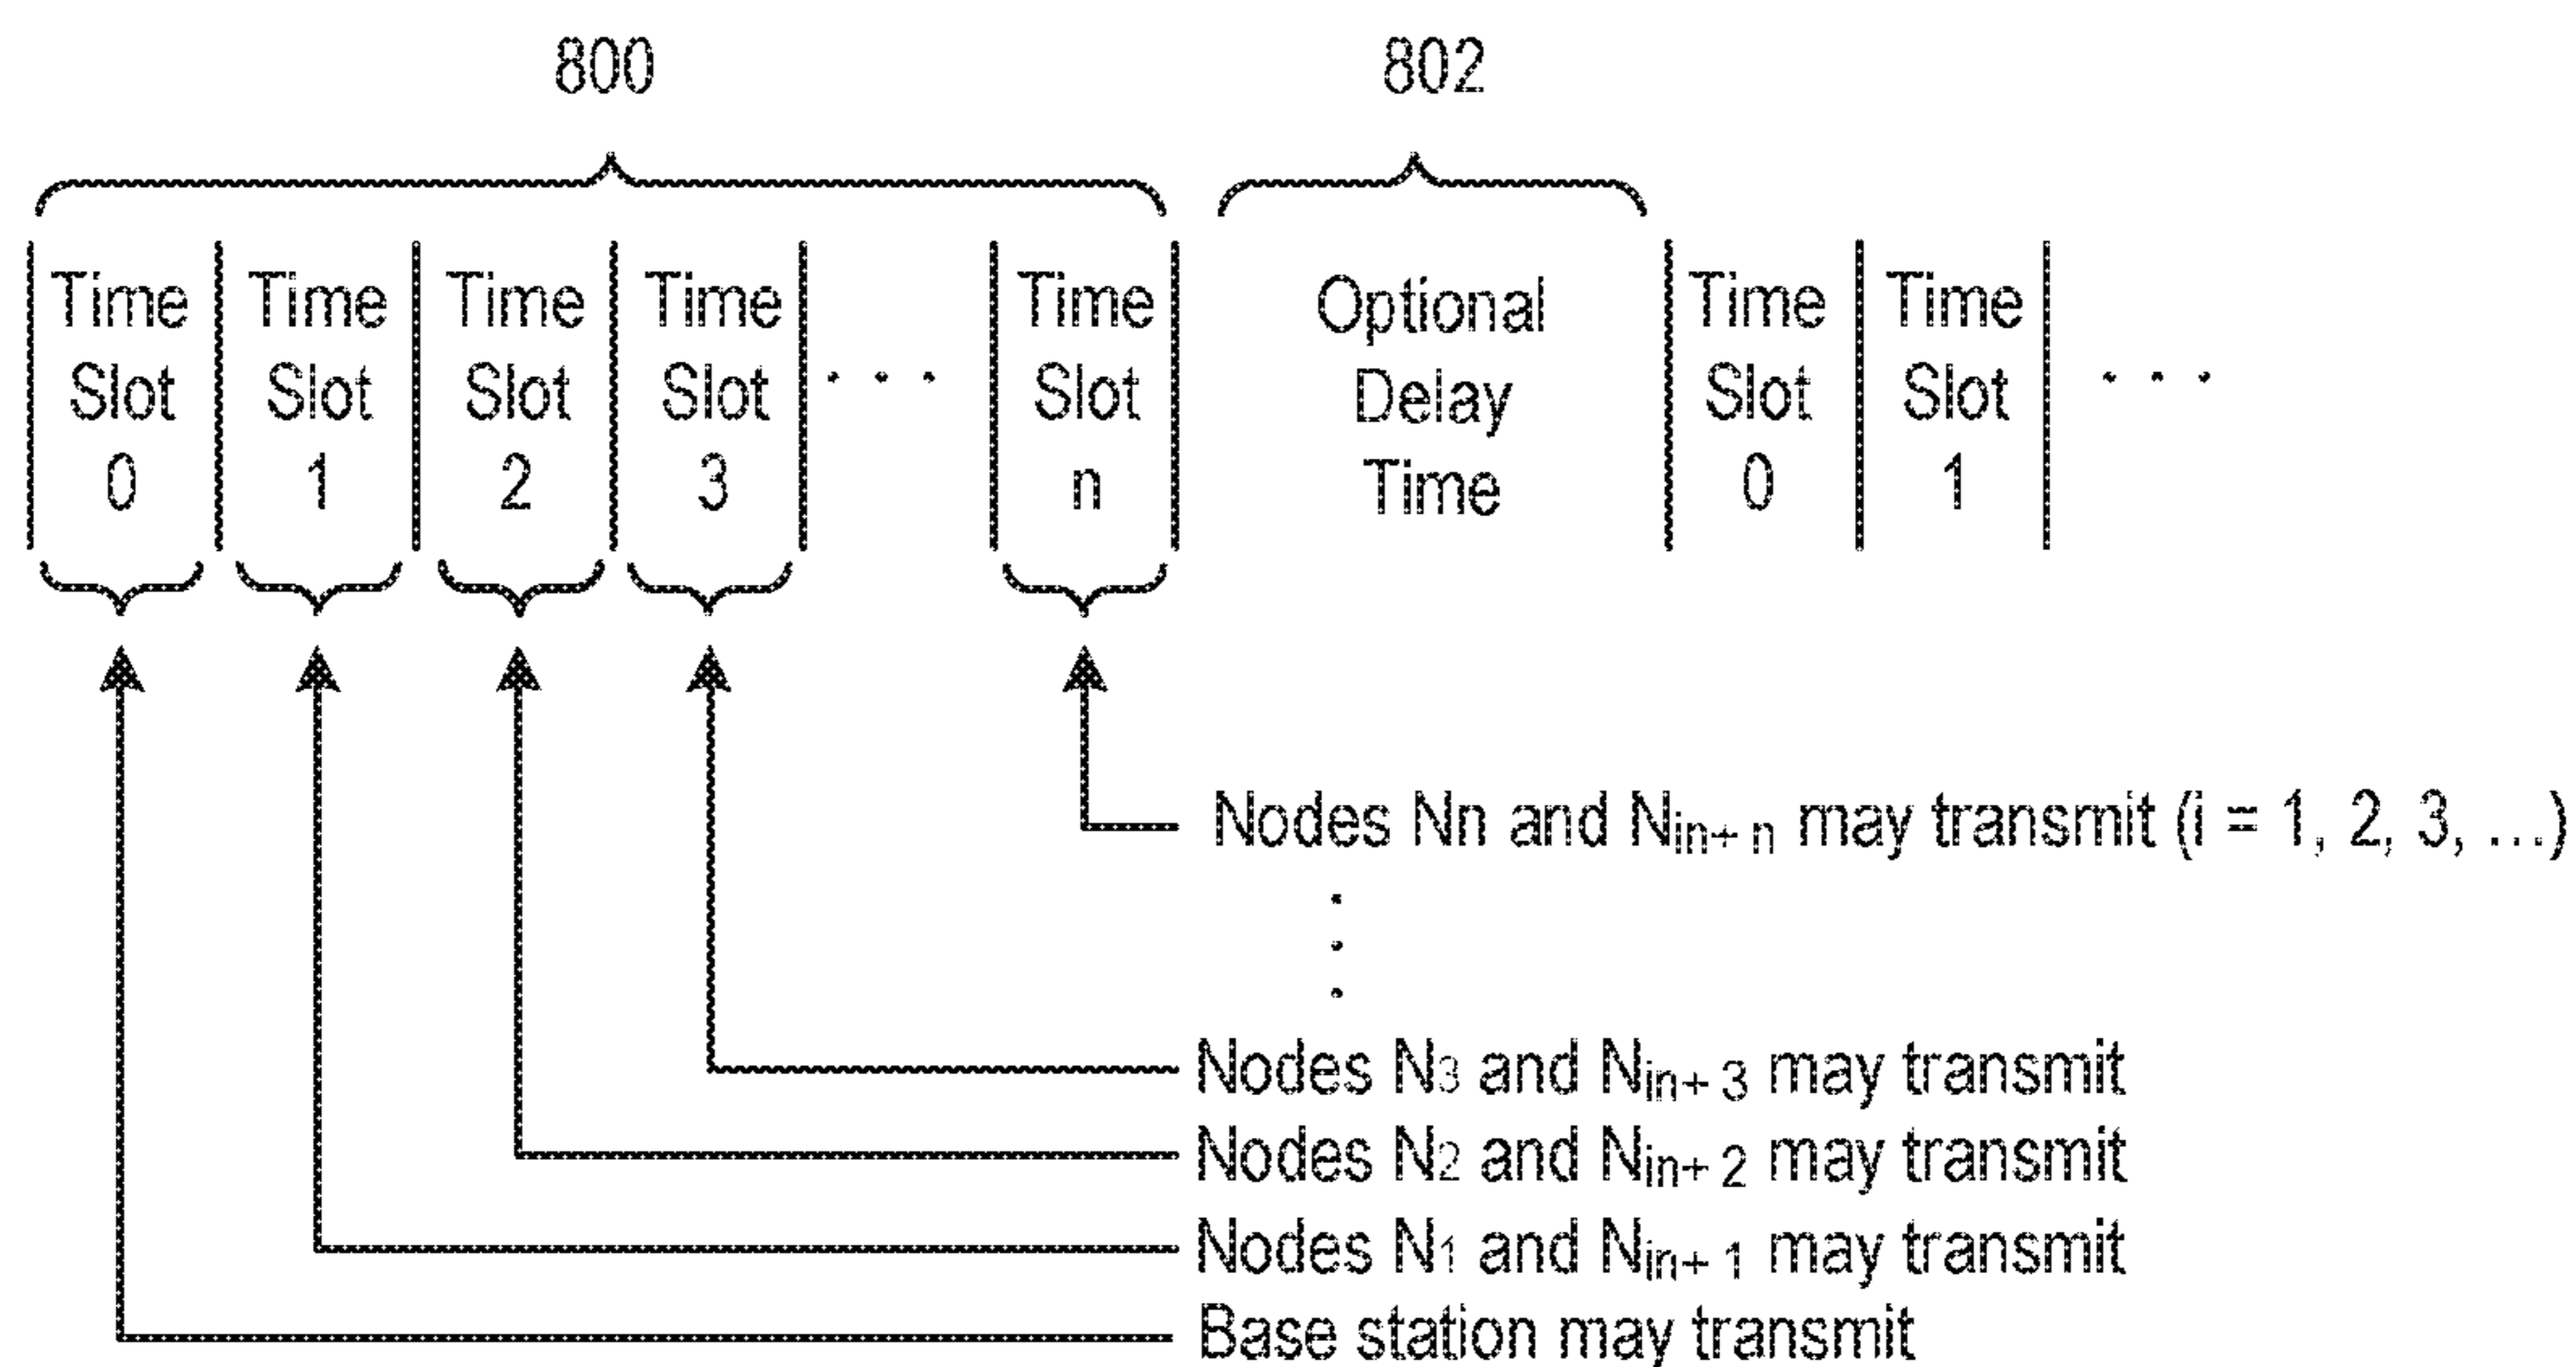 800 802
Time Time Time Time Time Optional Time Time
Slot Slot Slot Slot . . . Slot Delay Slot Slot . . .
0 1 2 3 n Time 0 1
Nodes Nn and Nin+ n may transmit (i = 1, 2, 3, ...)
Nodes N3 and Nin+ 3 may transmit
Nodes N2 and Nin+ 2 may transmit
Nodes N1 and Nin+ 1 may transmit
Base station may transmit